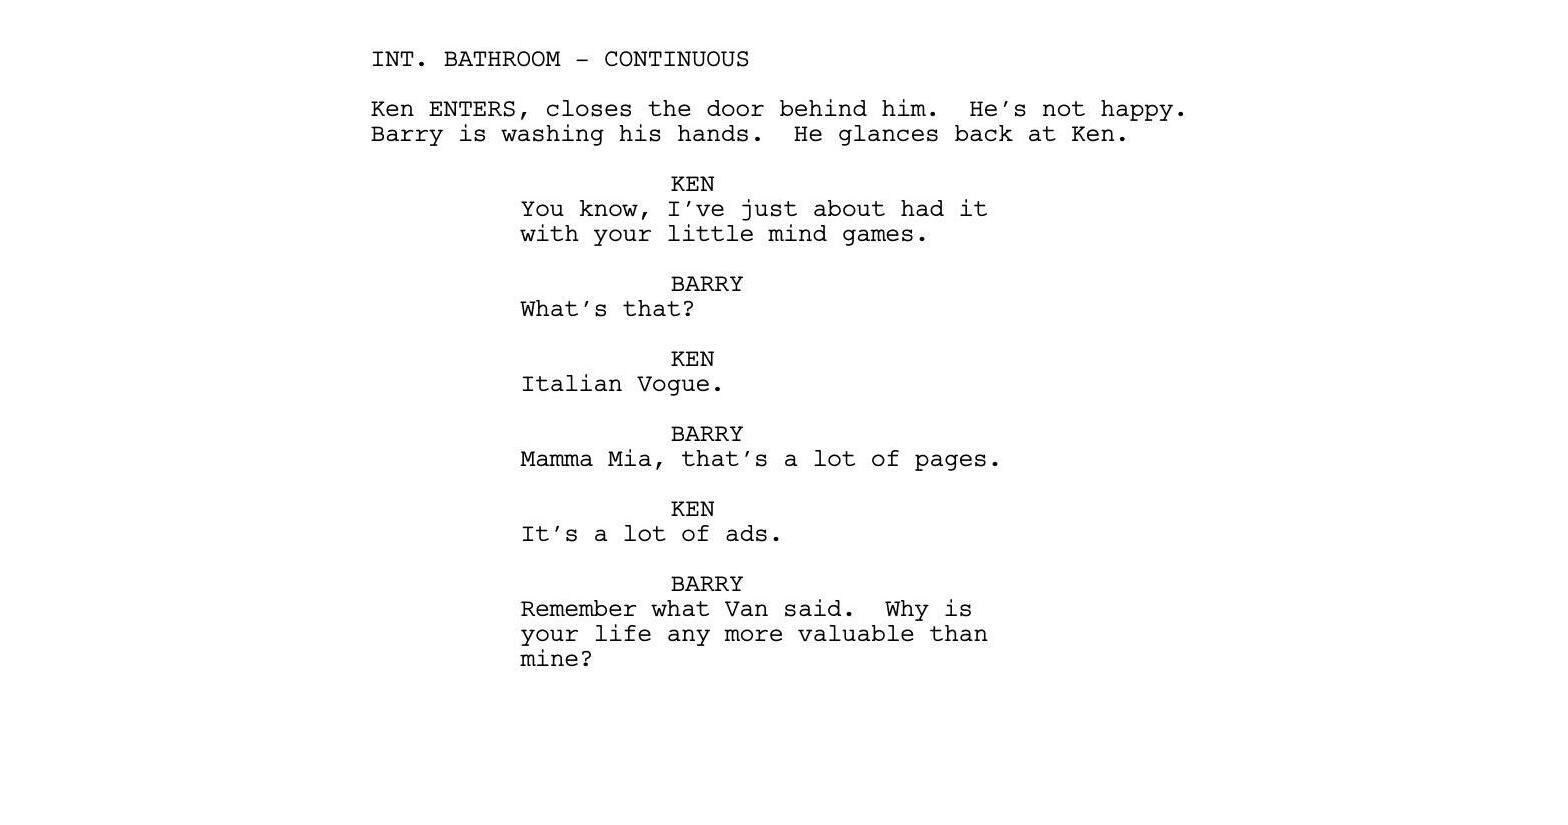 INT. BATHROOM – CONTINUOUS
Ken ENTERS, closes the door behind him.  He’s not happy.
Barry is washing his hands.  He glances back at Ken.
KEN
You know, I’ve just about had it
with your little mind games.
BARRY
What’s that?
KEN
Italian Vogue.
BARRY
Mamma Mia, that’s a lot of pages.
KEN
It’s a lot of ads.
BARRY
Remember what Van said.  Why is
your life any more valuable than
mine?